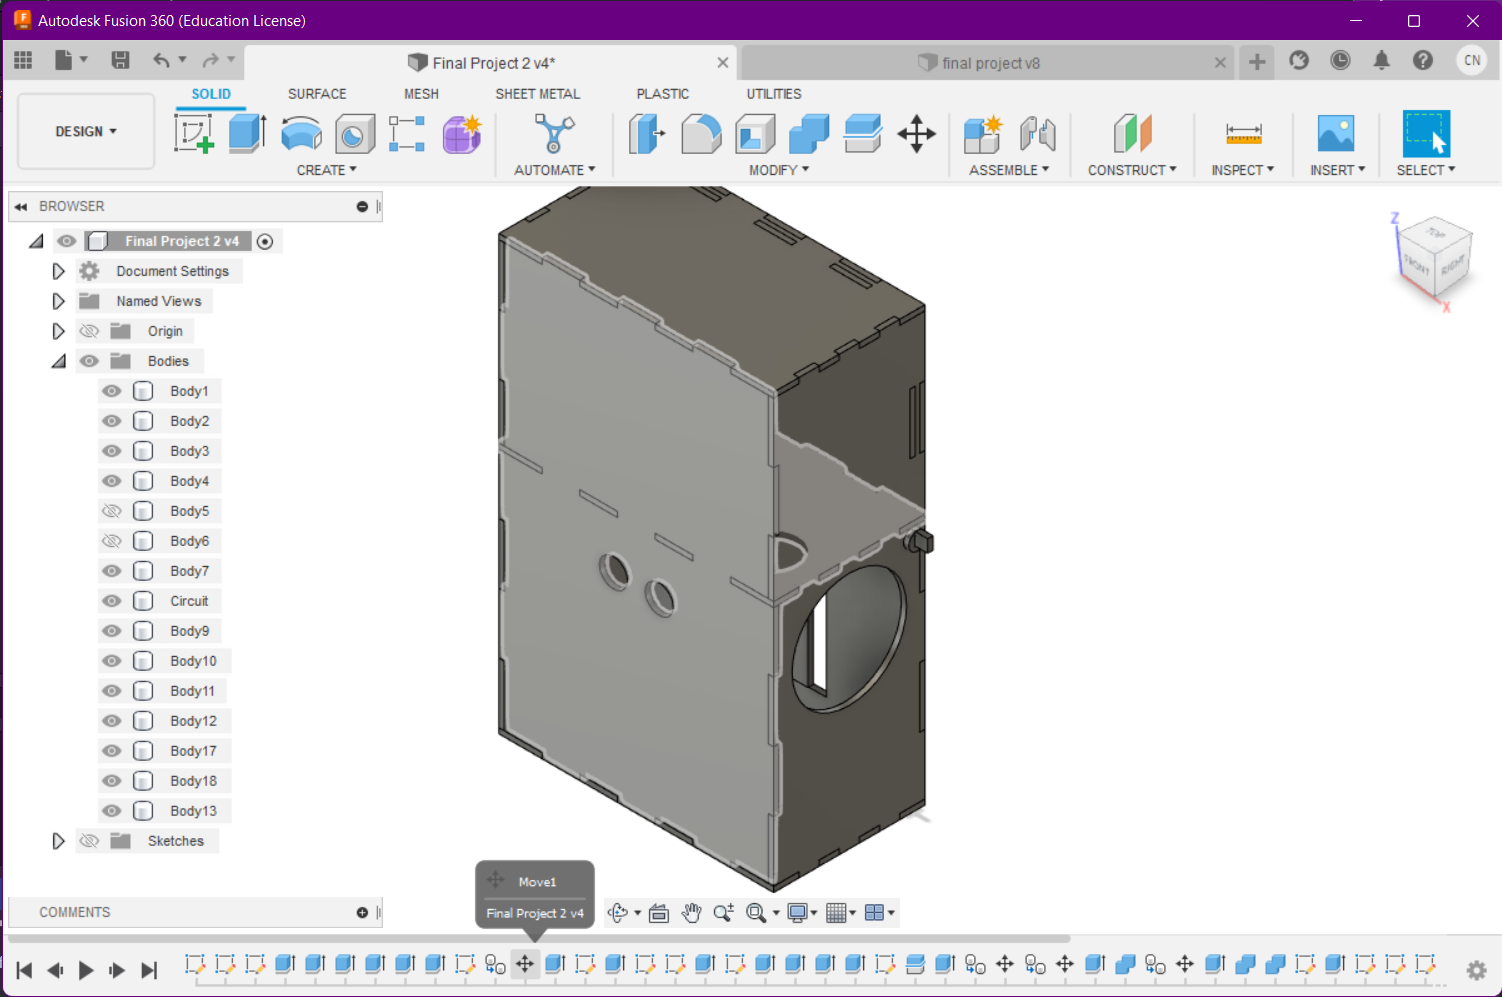 Autodesk Fusion 360 (Education License)
Final Project 2 v4*
final project v8
CN
SOLID
SURFACE
MESH
SHEET METAL
PLASTIC
UTILITIES
DESIGN
CREATE
AUTOMATE
MODIFY
ASSEMBLE
CONSTRUCT
INSPECT
INSERT
SELECT
BROWSER
Final Project 2 v4
Document Settings
Named Views
Origin
Bodies
Body1
Body2
Body3
Body4
Body5
Body6
Body7
Circuit
Body9
Body10
Body11
Body12
Body17
Body18
Body13
Sketches
Z
TOP
FRONT
RIGHT
X
Move1
Final Project 2 v4
COMMENTS